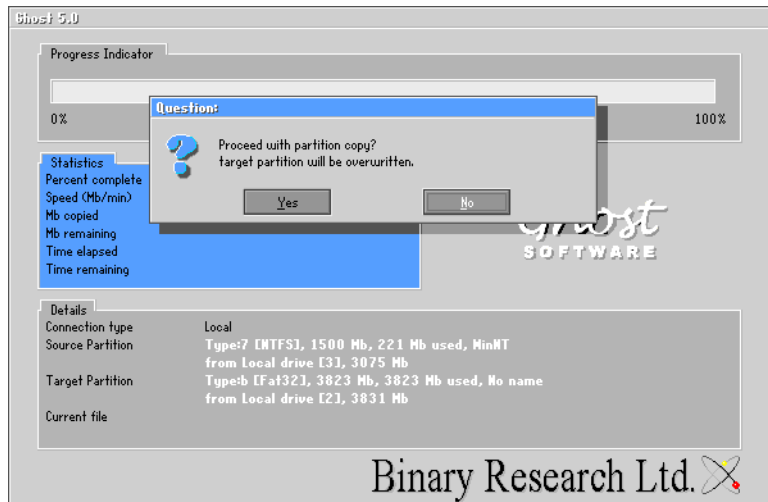 Ghost 5.0
Progress Indicator
Question:
0%
100%
Proceed with partition copy?
target partition will be overwritten.
Yes
No
Statistics
Percent complete
Speed (Mb/min)
Mb copied
Mb remaining
Time elapsed
Time remaining
Ghost
SOFTWARE
Details
Connection type Local
Source Partition Type:7 [NTFS], 1500 Mb, 221 Mb used, MinNT
from Local drive [3], 3075 Mb
Target Partition Type:b [Fat32], 3823 Mb, 3823 Mb used, No name
from Local drive [2], 3831 Mb
Current file
Binary Research Ltd.